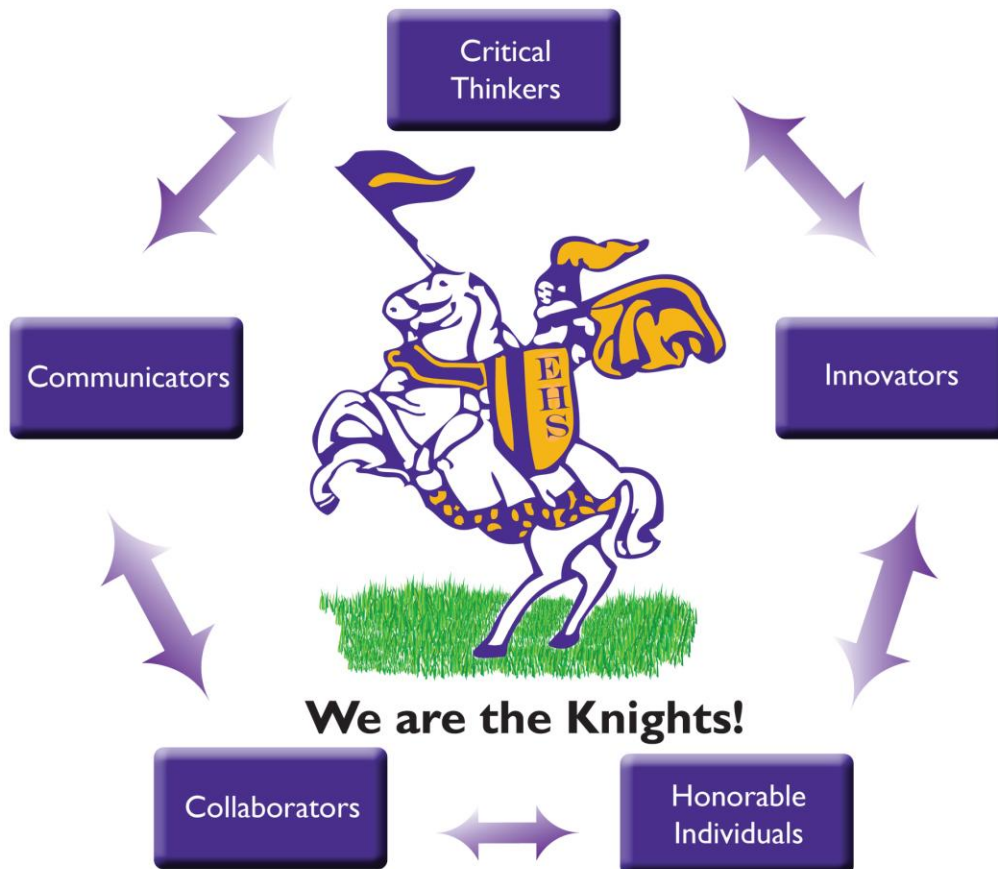 Critical
Thinkers
Communicators
Innovators
EHS
We are the Knights!
Collaborators
Honorable
Individuals